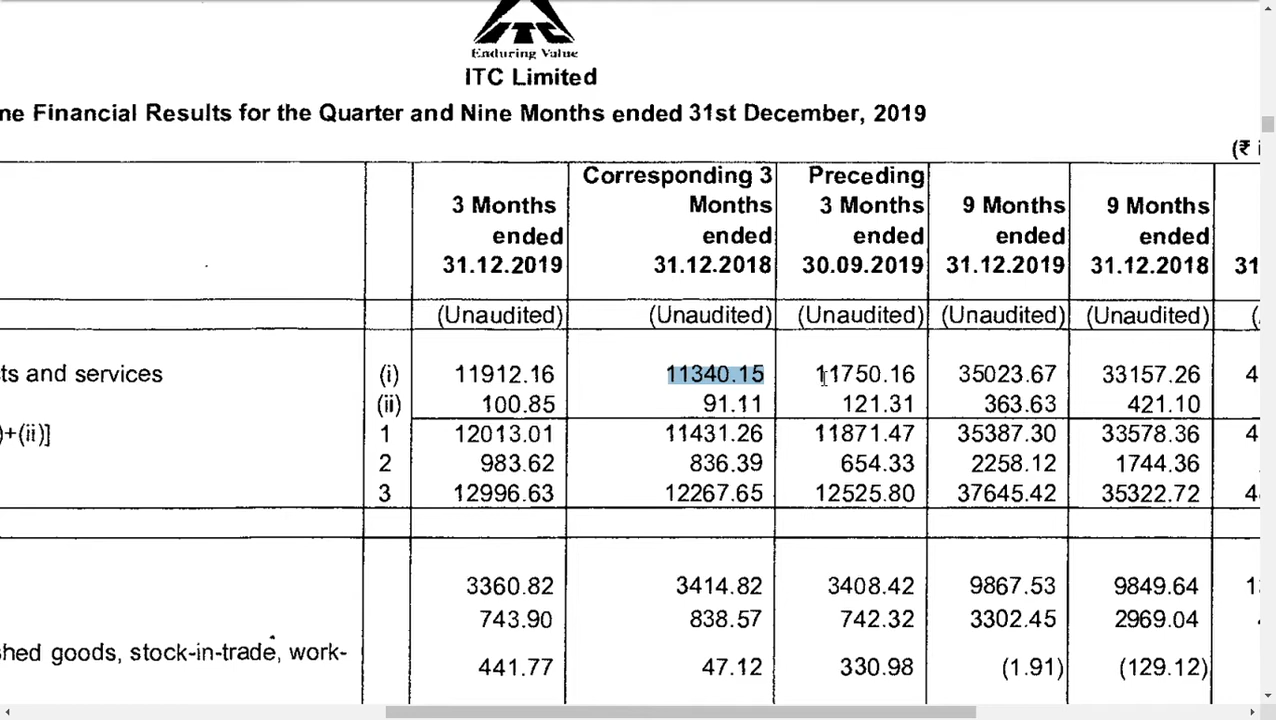 Enduring Value
ITC Limited
ne Financial Results for the Quarter and Nine Months ended 31st December, 2019
(₹ i
3 Months ended 31.12.2019
Corresponding 3 Months ended 31.12.2018
Preceding 3 Months ended 30.09.2019
9 Months ended 31.12.2019
9 Months ended 31.12.2018
31
(Unaudited) (Unaudited) (Unaudited) (Unaudited) (Unaudited) (
ts and services (i) 11912.16 11340.15 11750.16 35023.67 33157.26 4
(ii) 100.85 91.11 121.31 363.63 421.10
)+(ii)] 1 12013.01 11431.26 11871.47 35387.30 33578.36 4
2 983.62 836.39 654.33 2258.12 1744.36
3 12996.63 12267.65 12525.80 37645.42 35322.72 4
3360.82 3414.82 3408.42 9867.53 9849.64 1
743.90 838.57 742.32 3302.45 2969.04
hed goods, stock-in-trade, work-
441.77 47.12 330.98 (1.91) (129.12)